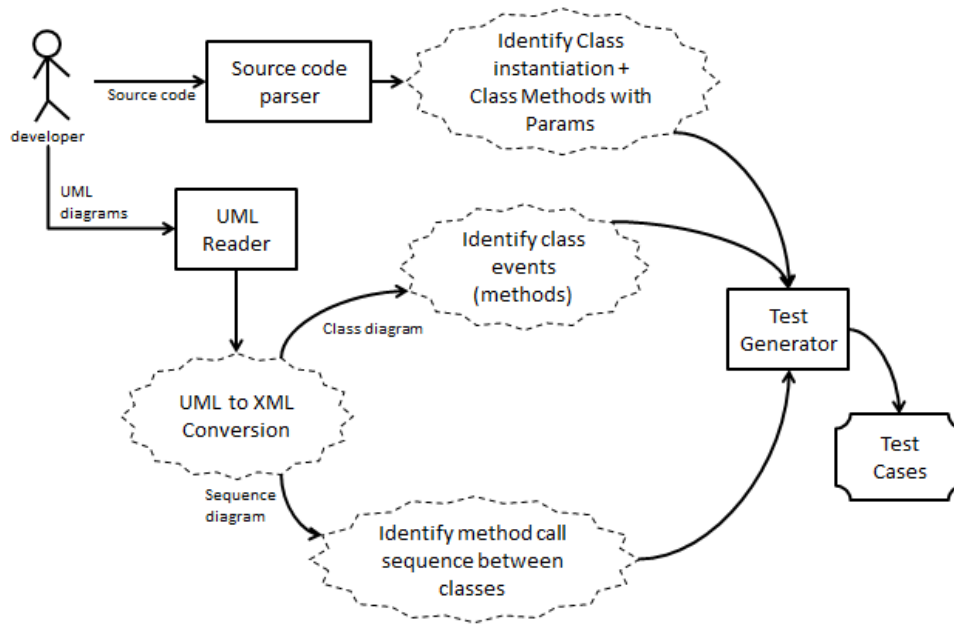 Identify Class
instantiation +
Class Methods with
Params
Source code
parser
Source code
developer
UML
diagrams
UML
Reader
Identify class
events
(methods)
Class diagram
Test
Generator
UML to XML
Conversion
Test
Cases
Sequence
diagram
Identify method call
sequence between
classes